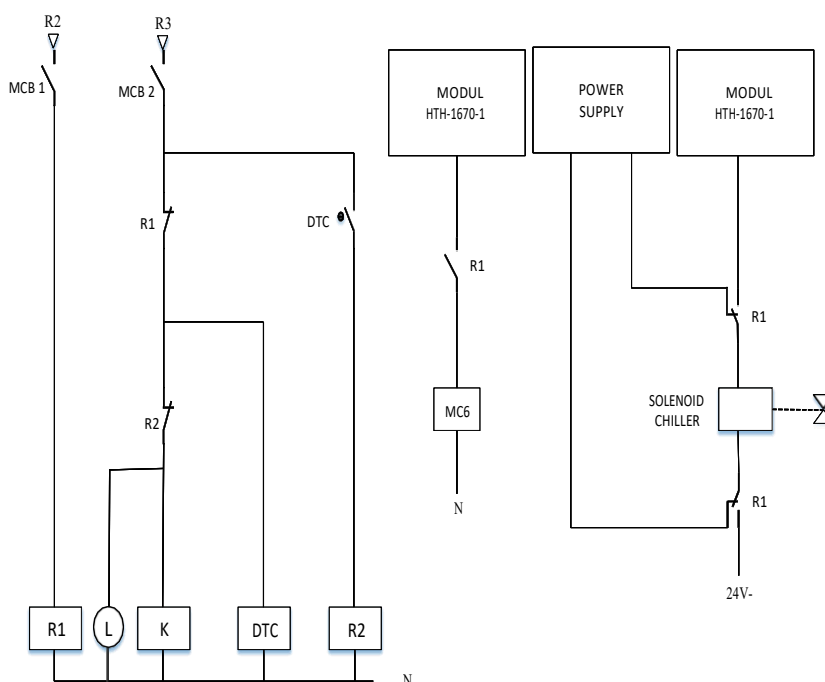 R2
R3
MCB 1
MCB 2
MODUL
HTH-1670-1
POWER
SUPPLY
MODUL
HTH-1670-1
R1
DTC
R1
R1
R2
MC6
SOLENOID
CHILLER
N
R1
24V-
R1
L
K
DTC
R2
N